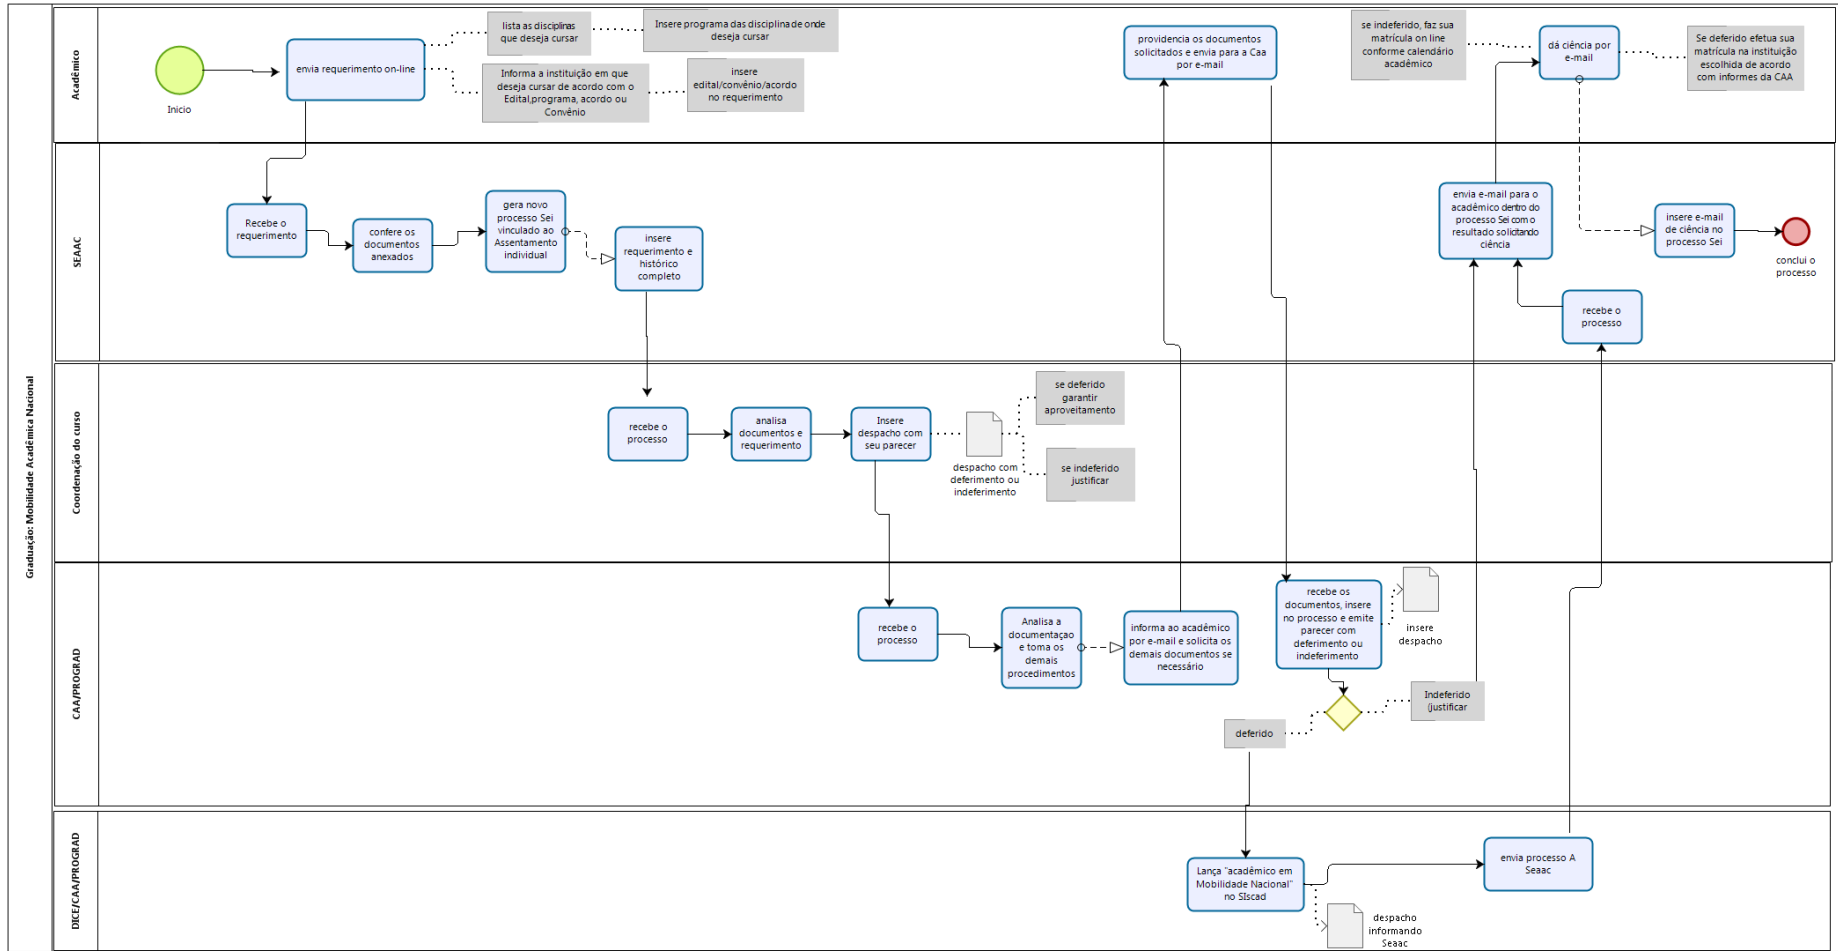 Graduação: Mobilidade Acadêmica Nacional
Acadêmico
Inicio
envia requerimento on-line
lista as disciplinas
que deseja cursar
Insere programa das disciplina de onde
deseja cursar
Informa a instituição em que
deseja cursar de acordo com o
Edital,programa, acordo ou
Convênio
insere
edital/convênio/acordo
no requerimento
providencia os documentos
solicitados e envia para a Caa
por e-mail
se indeferido, faz sua
matrícula on line
conforme calendário
acadêmico
dá ciência por
e-mail
Se deferido efetua sua
matrícula na instituição
escolhida de acordo
com informes da CAA
SEAAC
Recebe o
requerimento
confere os
documentos
anexados
gera novo
processo Sei
vinculado ao
Assentamento
individual
insere
requerimento e
histórico
completo
envia e-mail para o
acadêmico dentro do
processo Sei com o
resultado solicitando
ciência
insere e-mail
de ciência no
processo Sei
conclui o
processo
recebe o
processo
Coordenação do curso
recebe o
processo
analisa
documentos e
requerimento
Insere
despacho com
seu parecer
despacho com
deferimento ou
indeferimento
se deferido
garantir
aproveitamento
se indeferido
justificar
CAA/PROGRAD
recebe o
processo
Analisa a
documentaçao
e toma os
demais
procedimentos
informa ao acadêmico
por e-mail e solicita os
demais documentos se
necessário
recebe os
documentos, insere
no processo e emite
parecer com
deferimento ou
indeferimento
insere
despacho
Indeferido
(justificar
deferido
DICE/CAA/PROGRAD
Lança "acadêmico em
Mobilidade Nacional"
no SIscad
despacho
informando
Seaac
envia processo A
Seaac